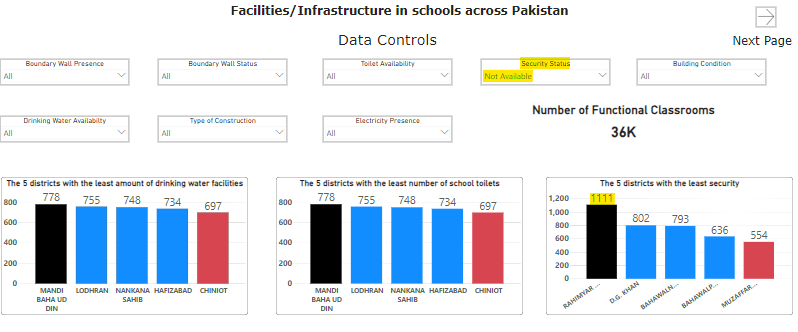 Facilities/Infrastructure in schools across Pakistan
Data Controls
Next Page
Boundary Wall Presence
All
Boundary Wall Status
All
Toilet Availability
All
Security Status
Not Available
Building Condition
All
Drinking Water Availabilty
All
Type of Construction
All
Electricity Presence
All
Number of Functional Classrooms
36K
The 5 districts with the least amount of drinking water facilities
800
600
400
200
0
778
755
748
734
697
MANDI BAHA UD DIN
LODHRAN
NANKANA SAHIB
HAFIZABAD
CHINIOT
The 5 districts with the least number of school toilets
800
600
400
200
0
778
755
748
734
697
MANDI BAHA UD DIN
LODHRAN
NANKANA SAHIB
HAFIZABAD
CHINIOT
The 5 districts with the least security
1,200
1,000
800
600
400
200
0
1111
802
793
636
554
RAHIMYAR ...
D.G. KHAN
BAHAWALN...
BAHAWALP...
MUZAFFAR...